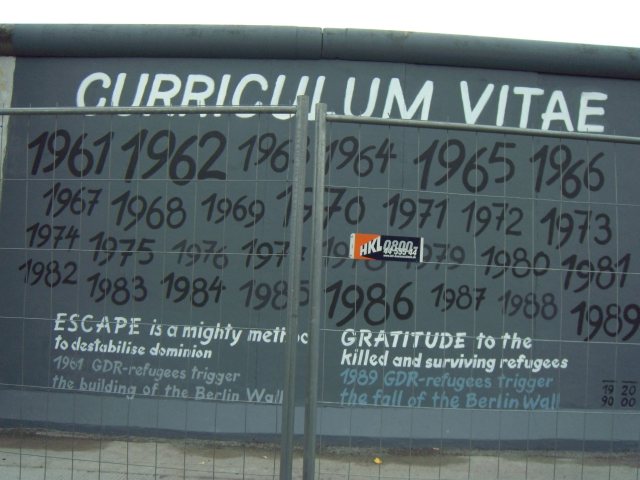 CURRICULUM VITAE
1961 1962 1963 1964 1965 1966
1967 1968 1969 1970 1971 1972 1973
1974 1975 1976 1977 1978 1979 1980 1981
1982 1983 1984 1985 1986 1987 1988 1989
HKL 0800
ESCAPE is a mighty metho
to destabilise dominion
1961 GDR-refugees trigger
the building of the Berlin Wall
GRATITUDE to the
killed and surviving refugees
1989 GDR-refugees trigger
the fall of the Berlin Wall
19 20
90 00